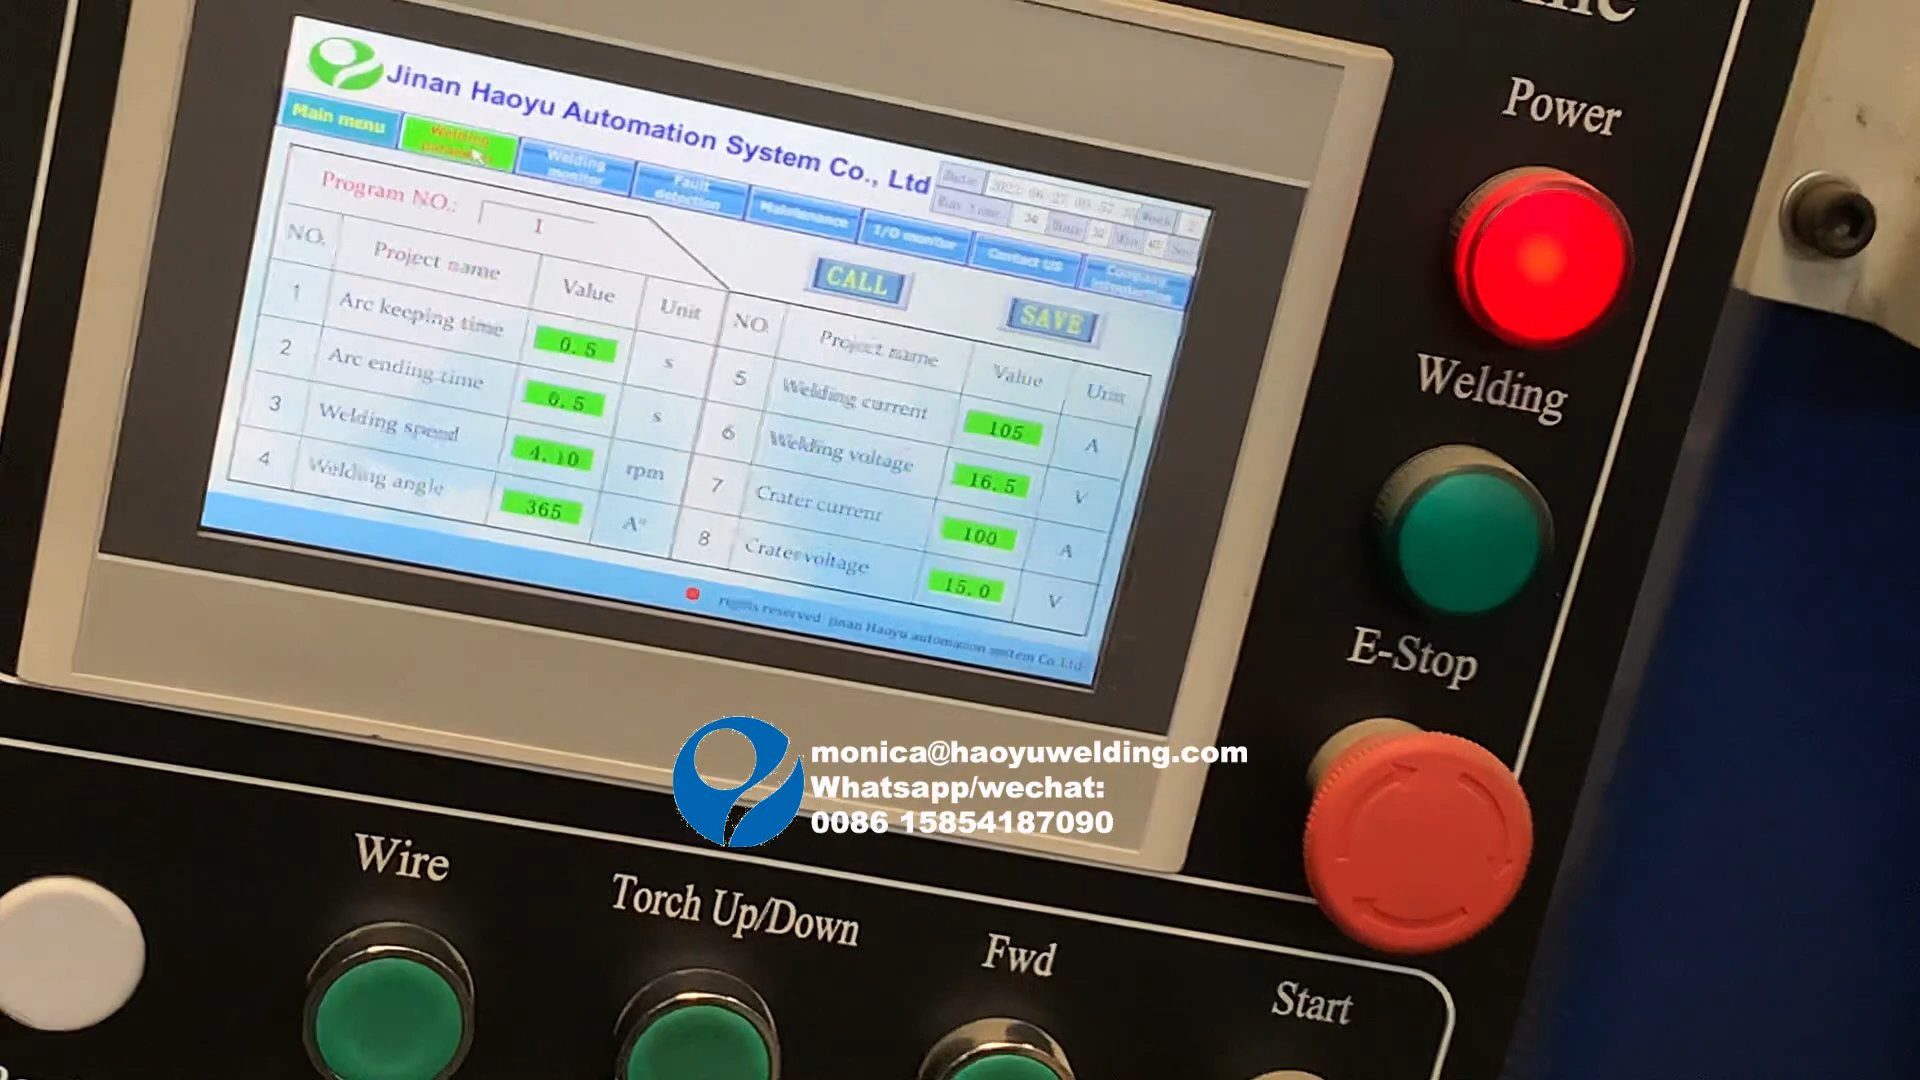 Jinan Haoyu Automation System Co., Ltd
Main menu
Welding
Welding monitor
Fault detection
Maintenance
I/O monitor
Contact US
Company
Program NO.: 1
CALL
SAVE
NO. Project name Value Unit
1 Arc keeping time 0.5 s
2 Arc ending time 0.5 s
3 Welding speed 4.10 rpm
4 Welding angle 365 A°
NO. Project name Value Unit
5 Welding current 105 A
6 Welding voltage 16.5 V
7 Crater current 100 A
8 Crater voltage 15.0 V
rights reserved jinan Haoyu automation system Co.Ltd
Power
Welding
E-Stop
monica@haoyuwelding.com
Whatsapp/wechat:
0086 15854187090
Wire
Torch Up/Down
Fwd
Start